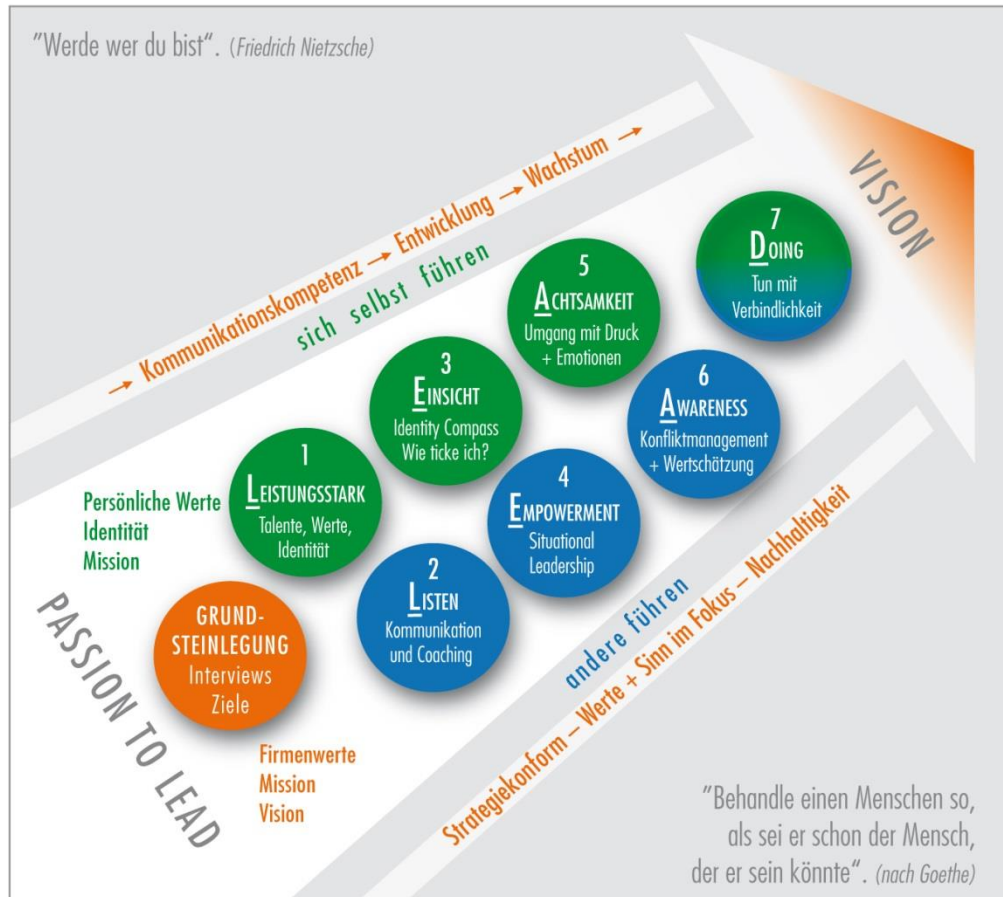 "Werde wer du bist". (Friedrich Nietzsche)
→ Kommunikationskompetenz → Entwicklung → Wachstum →
sich selbst führen
VISION
7
DOING
Tun mit
Verbindlichkeit
5
ACHTSAMKEIT
Umgang mit Druck
+ Emotionen
3
EINSICHT
Identity Compass
Wie ticke ich?
6
AWARENESS
Konfliktmanagement
+ Wertschätzung
1
LEISTUNGSSTARK
Talente, Werte,
Identität
4
EMPOWERMENT
Situational
Leadership
Persönliche Werte
Identität
Mission
2
LISTEN
Kommunikation
und Coaching
GRUND-
STEINLEGUNG
Interviews
Ziele
PASSION TO LEAD
Firmenwerte
Mission
Vision
andere führen
Strategiekonform – Werte + Sinn im Fokus – Nachhaltigkeit
"Behandle einen Menschen so,
als sei er schon der Mensch,
der er sein könnte". (nach Goethe)